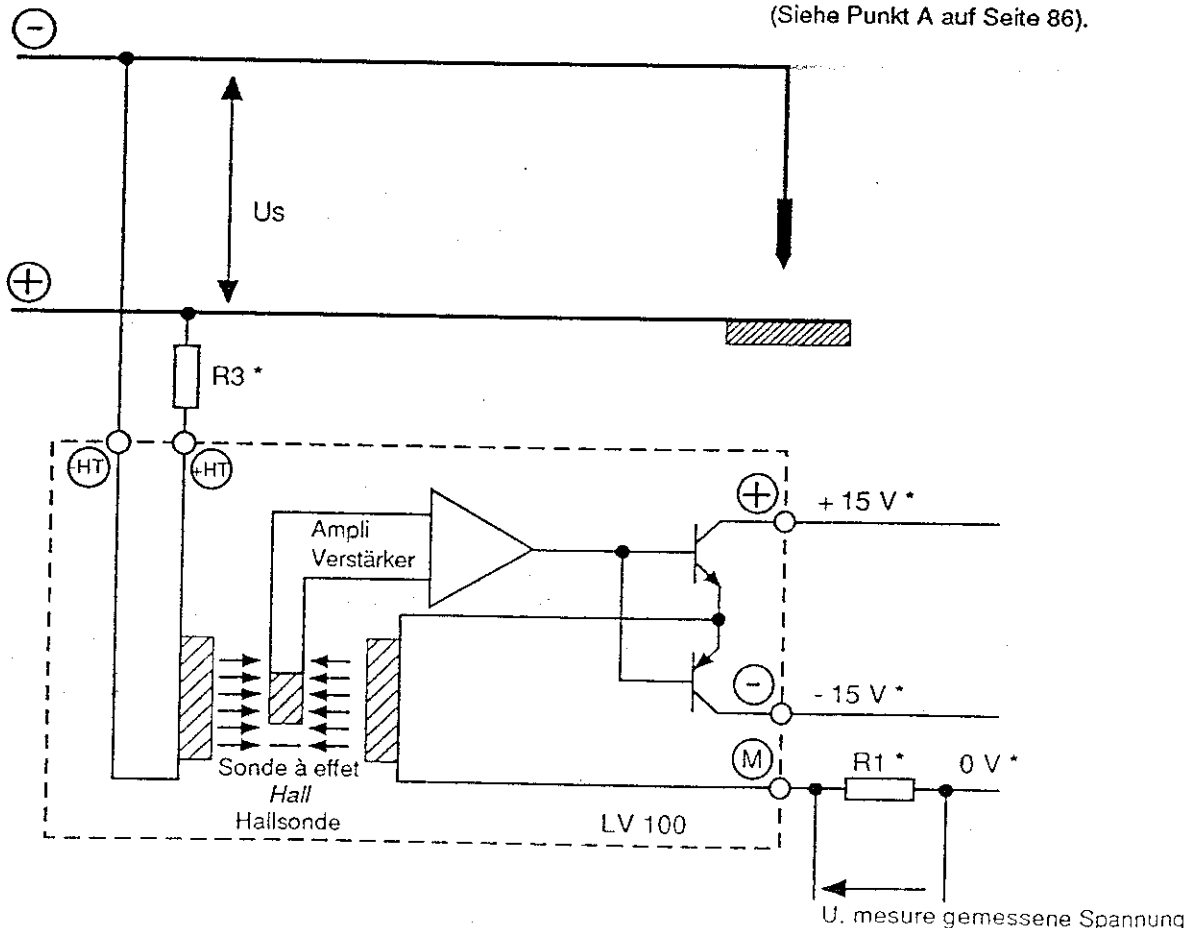 (Siehe Punkt A auf Seite 86).
-
Us
+
R3 *
-HT
+HT
+
+ 15 V *
Ampli
Verstärker
-
- 15 V *
M
R1 *
0 V *
Sonde à effet
Hall
Hallsonde
LV 100
U. mesure gemessene Spannung